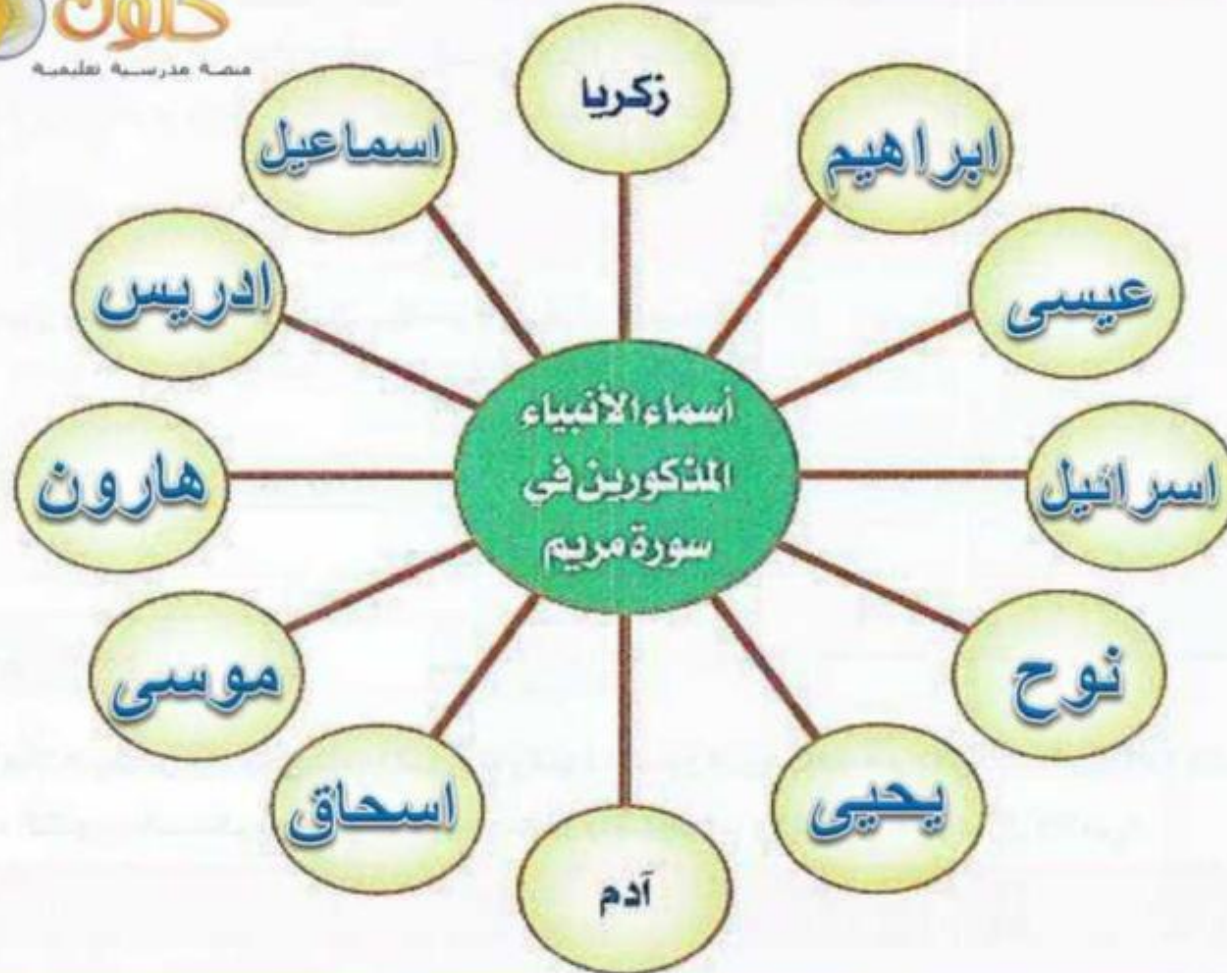 حلول
منصة مدرسية تعليمية
زكريا
ابراهيم
عيسى
اسرائيل
نوح
يحيى
آدم
اسحاق
موسى
هارون
ادريس
اسماعيل
أسماء الأنبياء
المذكورين في
سورة مريم